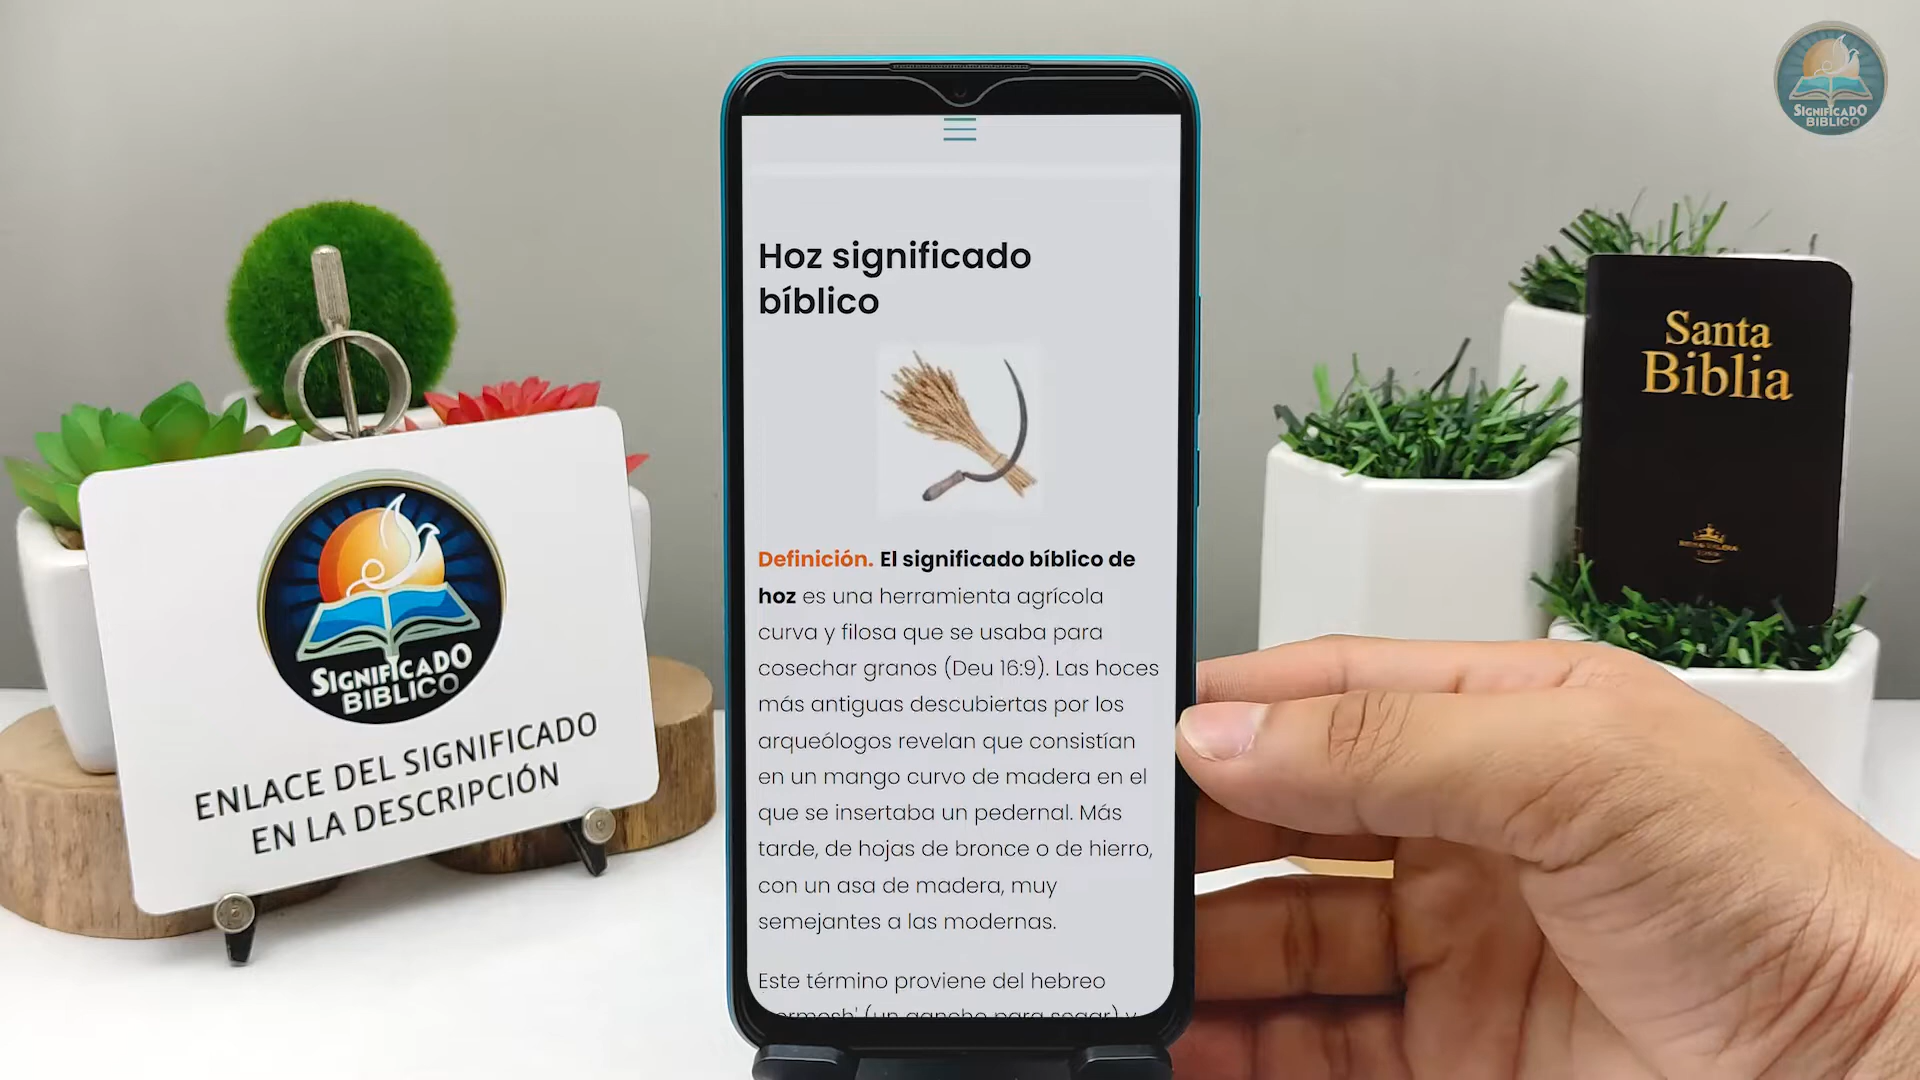 SIGNIFICADO
BIBLICO
Hoz significado
bíblico
Definición. El significado bíblico de
hoz es una herramienta agrícola
curva y filosa que se usaba para
cosechar granos (Deu 16:9). Las hoces
más antiguas descubiertas por los
arqueólogos revelan que consistían
en un mango curvo de madera en el
que se insertaba un pedernal. Más
tarde, de hojas de bronce o de hierro,
con un asa de madera, muy
semejantes a las modernas.
Este término proviene del hebreo
(un gancho para segar) y
SIGNIFICADO
BIBLICO
ENLACE DEL SIGNIFICADO
EN LA DESCRIPCIÓN
Santa
Biblia